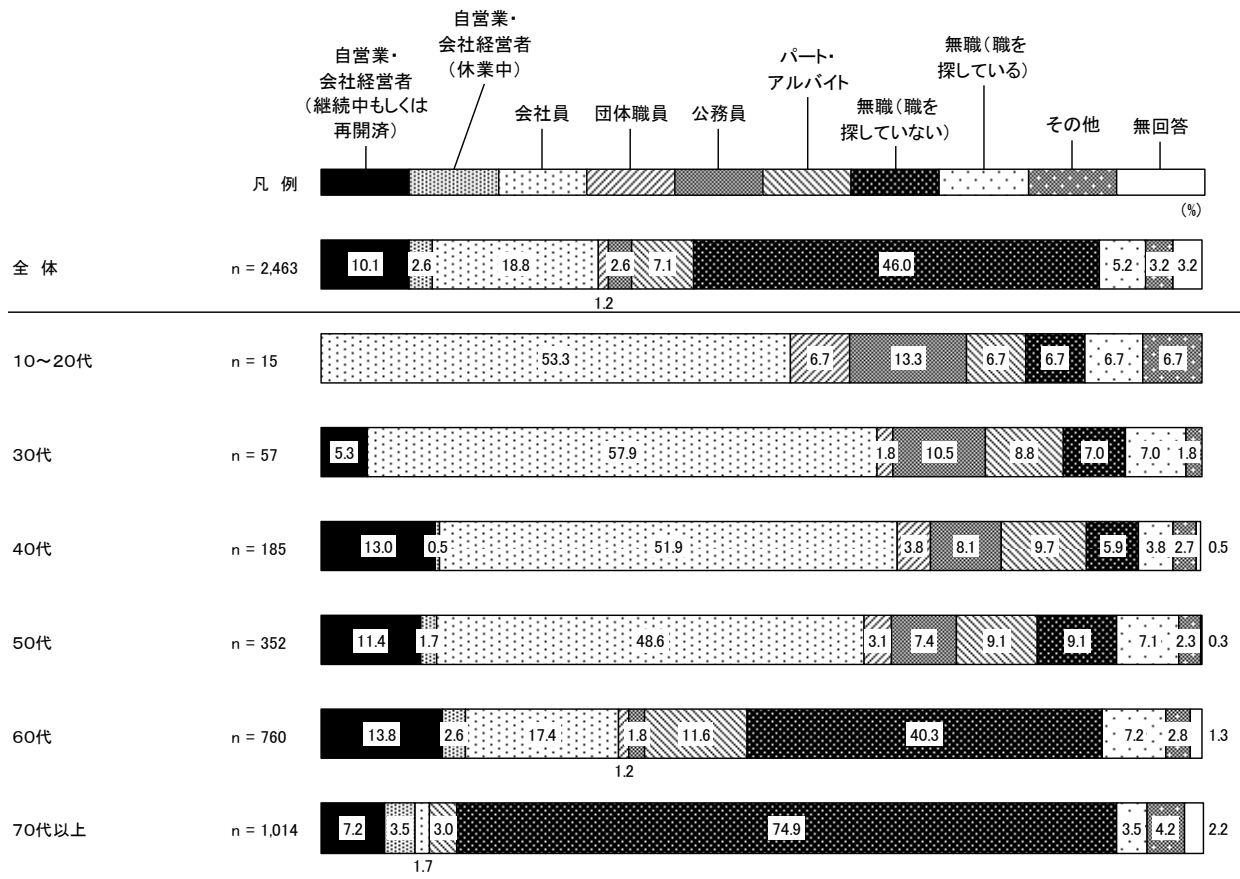 自営業・
会社経営者
（継続中もしくは
再開済）
自営業・
会社経営者
（休業中）
会社員
団体職員
公務員
パート・
アルバイト
無職（職を
探していない）
無職（職を
探している）
その他
無回答
凡 例
(%)
全 体 n = 2,463 10.1 2.6 18.8 2.6 7.1 46.0 5.2 3.2 3.2
1.2
10～20代 n = 15 53.3 6.7 13.3 6.7 6.7 6.7 6.7
30代 n = 57 5.3 57.9 1.8 10.5 8.8 7.0 7.0 1.8
40代 n = 185 13.0 0.5 51.9 3.8 8.1 9.7 5.9 3.8 2.7 0.5
50代 n = 352 11.4 1.7 48.6 3.1 7.4 9.1 9.1 7.1 2.3 0.3
60代 n = 760 13.8 2.6 17.4 1.8 11.6 40.3 7.2 2.8 1.3
1.2
70代以上 n = 1,014 7.2 3.5 3.0 74.9 3.5 4.2 2.2
1.7